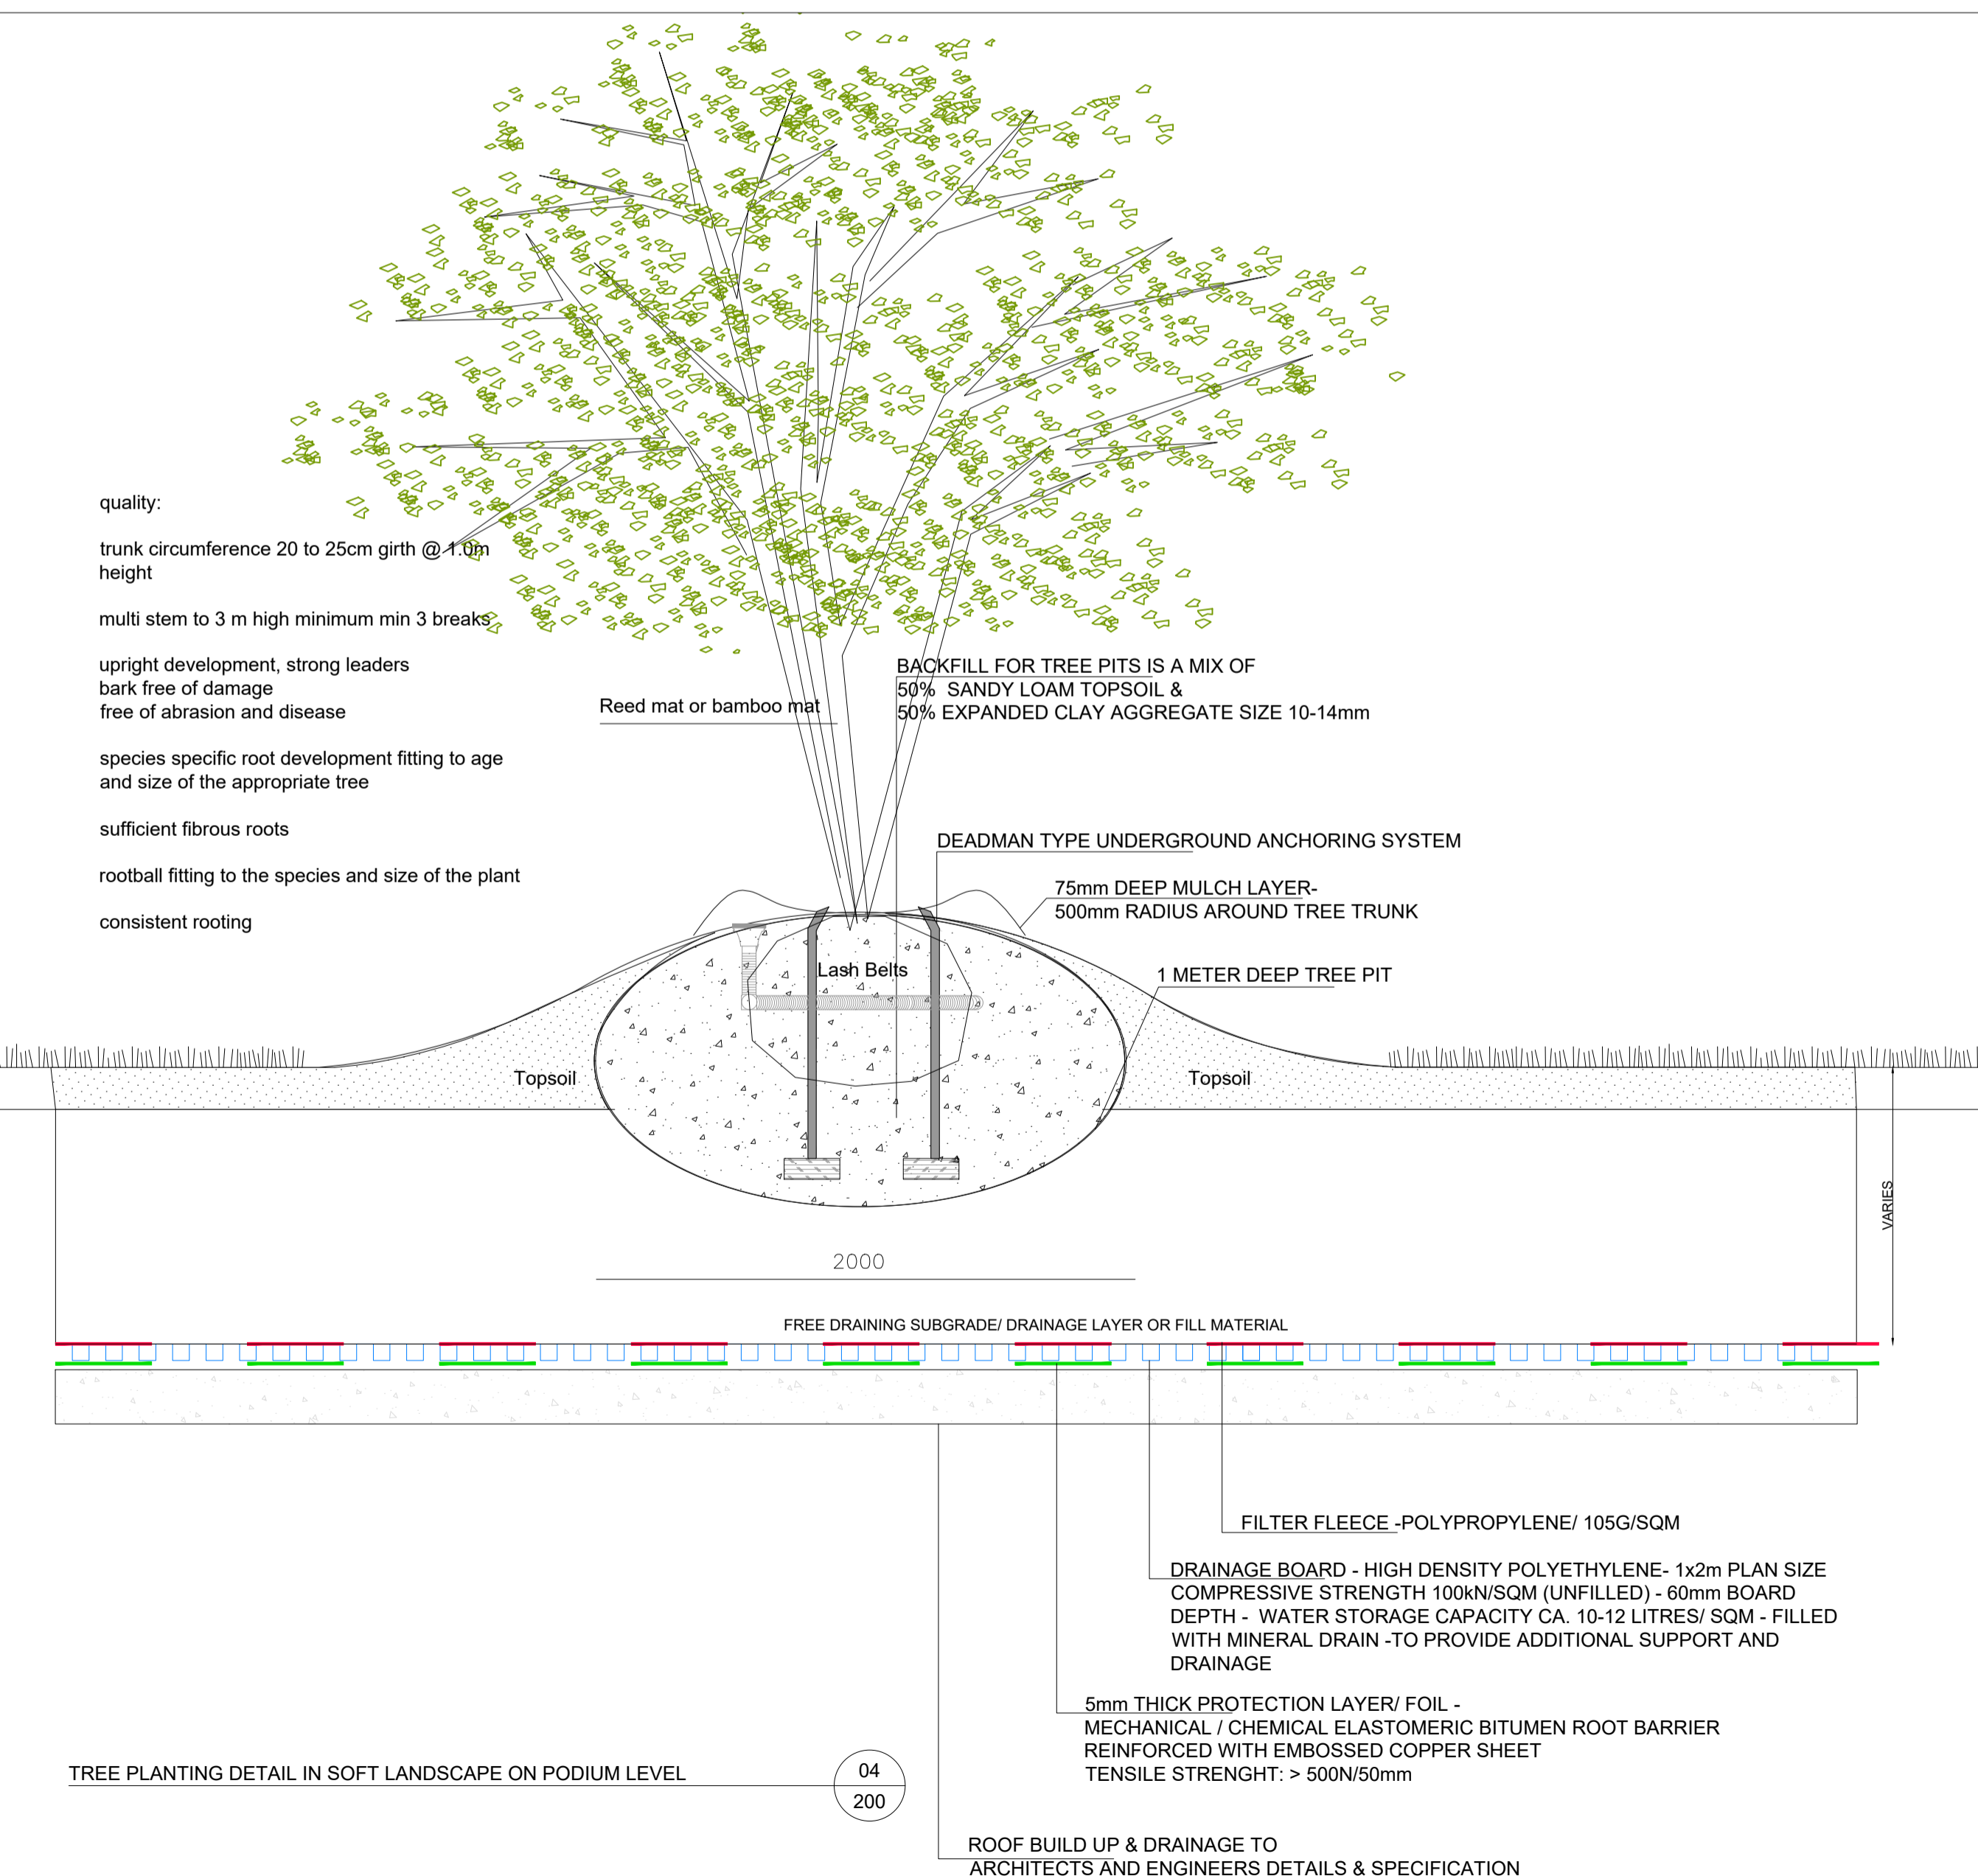 quality:
trunk circumference 20 to 25cm girth @ 1.0m
height
multi stem to 3 m high minimum min 3 breaks
upright development, strong leaders
bark free of damage
free of abrasion and disease
species specific root development fitting to age
and size of the appropriate tree
sufficient fibrous roots
rootball fitting to the species and size of the plant
consistent rooting
Reed mat or bamboo mat
BACKFILL FOR TREE PITS IS A MIX OF
50% SANDY LOAM TOPSOIL &
50% EXPANDED CLAY AGGREGATE SIZE 10-14mm
DEADMAN TYPE UNDERGROUND ANCHORING SYSTEM
75mm DEEP MULCH LAYER-
500mm RADIUS AROUND TREE TRUNK
Lash Belts
1 METER DEEP TREE PIT
Topsoil
Topsoil
VARIES
2000
FREE DRAINING SUBGRADE/ DRAINAGE LAYER OR FILL MATERIAL
FILTER FLEECE -POLYPROPYLENE/ 105G/SQM
DRAINAGE BOARD - HIGH DENSITY POLYETHYLENE- 1x2m PLAN SIZE
COMPRESSIVE STRENGTH 100kN/SQM (UNFILLED) - 60mm BOARD
DEPTH - WATER STORAGE CAPACITY CA. 10-12 LITRES/ SQM - FILLED
WITH MINERAL DRAIN -TO PROVIDE ADDITIONAL SUPPORT AND
DRAINAGE
5mm THICK PROTECTION LAYER/ FOIL -
MECHANICAL / CHEMICAL ELASTOMERIC BITUMEN ROOT BARRIER
REINFORCED WITH EMBOSSED COPPER SHEET
TENSILE STRENGHT: > 500N/50mm
TREE PLANTING DETAIL IN SOFT LANDSCAPE ON PODIUM LEVEL
04
200
ROOF BUILD UP & DRAINAGE TO
ARCHITECTS AND ENGINEERS DETAILS & SPECIFICATION